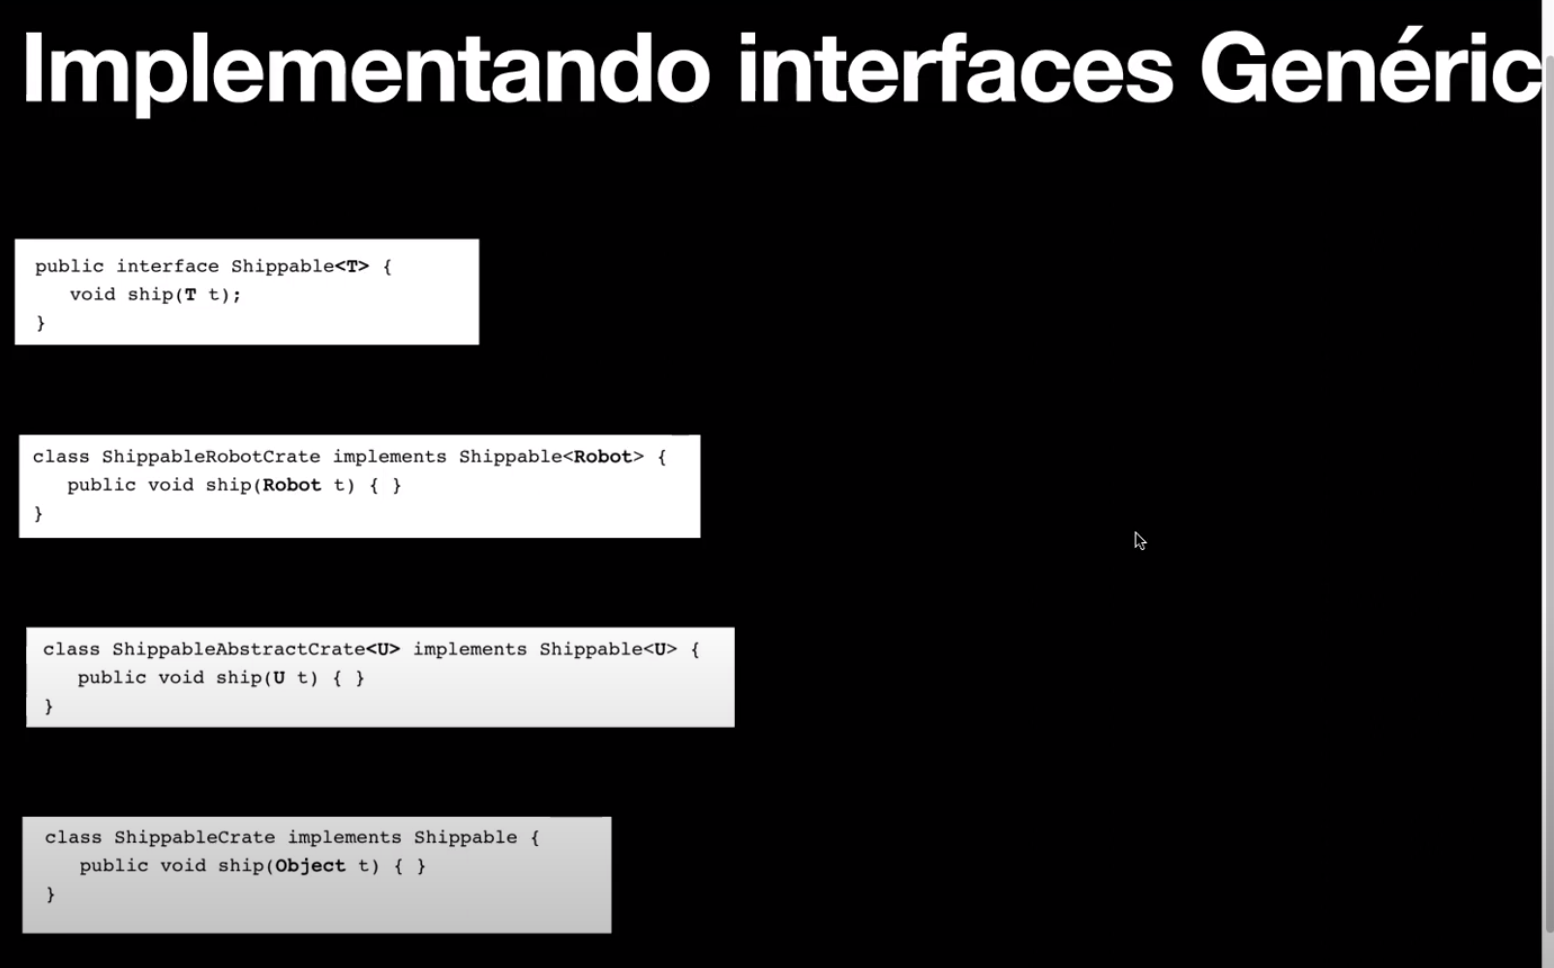 Implementando interfaces Genéric
public interface Shippable<T> {
void ship(T t);
}
class ShippableRobotCrate implements Shippable<Robot> {
public void ship(Robot t) { }
}
class ShippableAbstractCrate<U> implements Shippable<U> {
public void ship(U t) { }
}
class ShippableCrate implements Shippable {
public void ship(Object t) { }
}